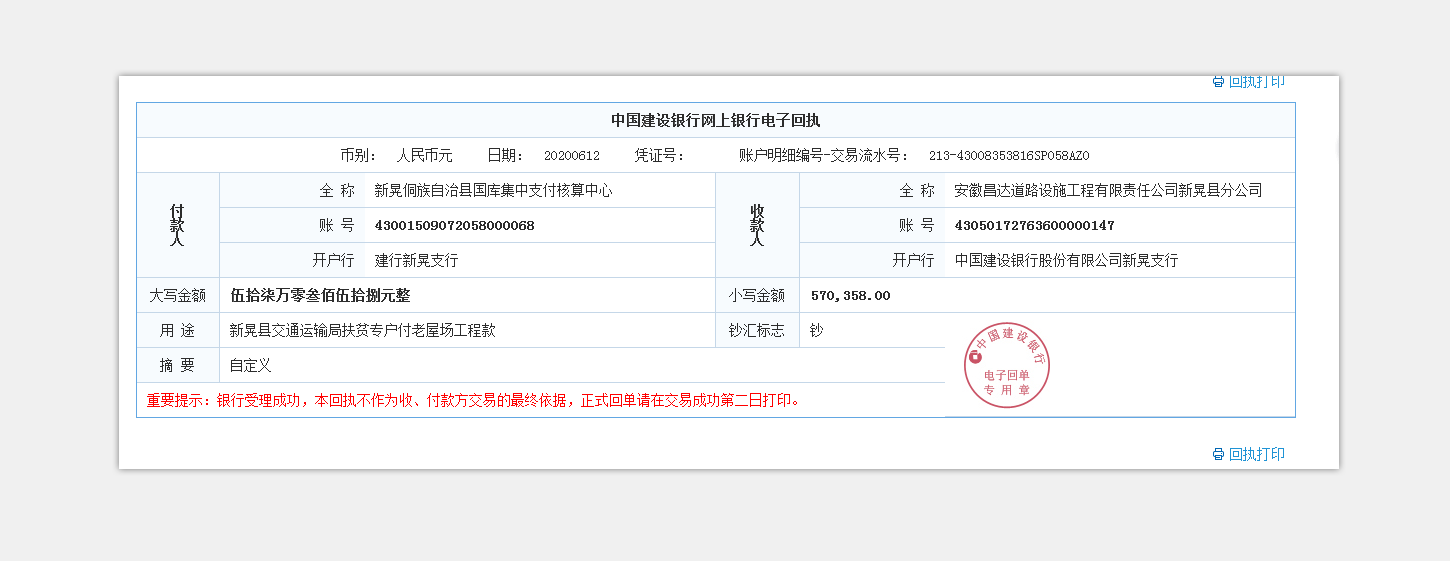 回执打印
中国建设银行网上银行电子回执
币别： 人民币元 日期： 20200612 凭证号： 账户明细编号-交易流水号： 213-43008353816SP058AZ0
付款人
全 称 新晃侗族自治县国库集中支付核算中心
账 号 43001509072058000068
开户行 建行新晃支行
收款人
全 称 安徽昌达道路设施工程有限责任公司新晃县分公司
账 号 43050172763600000147
开户行 中国建设银行股份有限公司新晃支行
大写金额 伍拾柒万零叁佰伍拾捌元整 小写金额 570,358.00
用 途 新晃县交通运输局扶贫专户付老屋场工程款 钞汇标志 钞
摘 要 自定义
中国建设银行
电子回单
专用章
重要提示：银行受理成功，本回执不作为收、付款方交易的最终依据，正式回单请在交易成功第二日打印。
回执打印